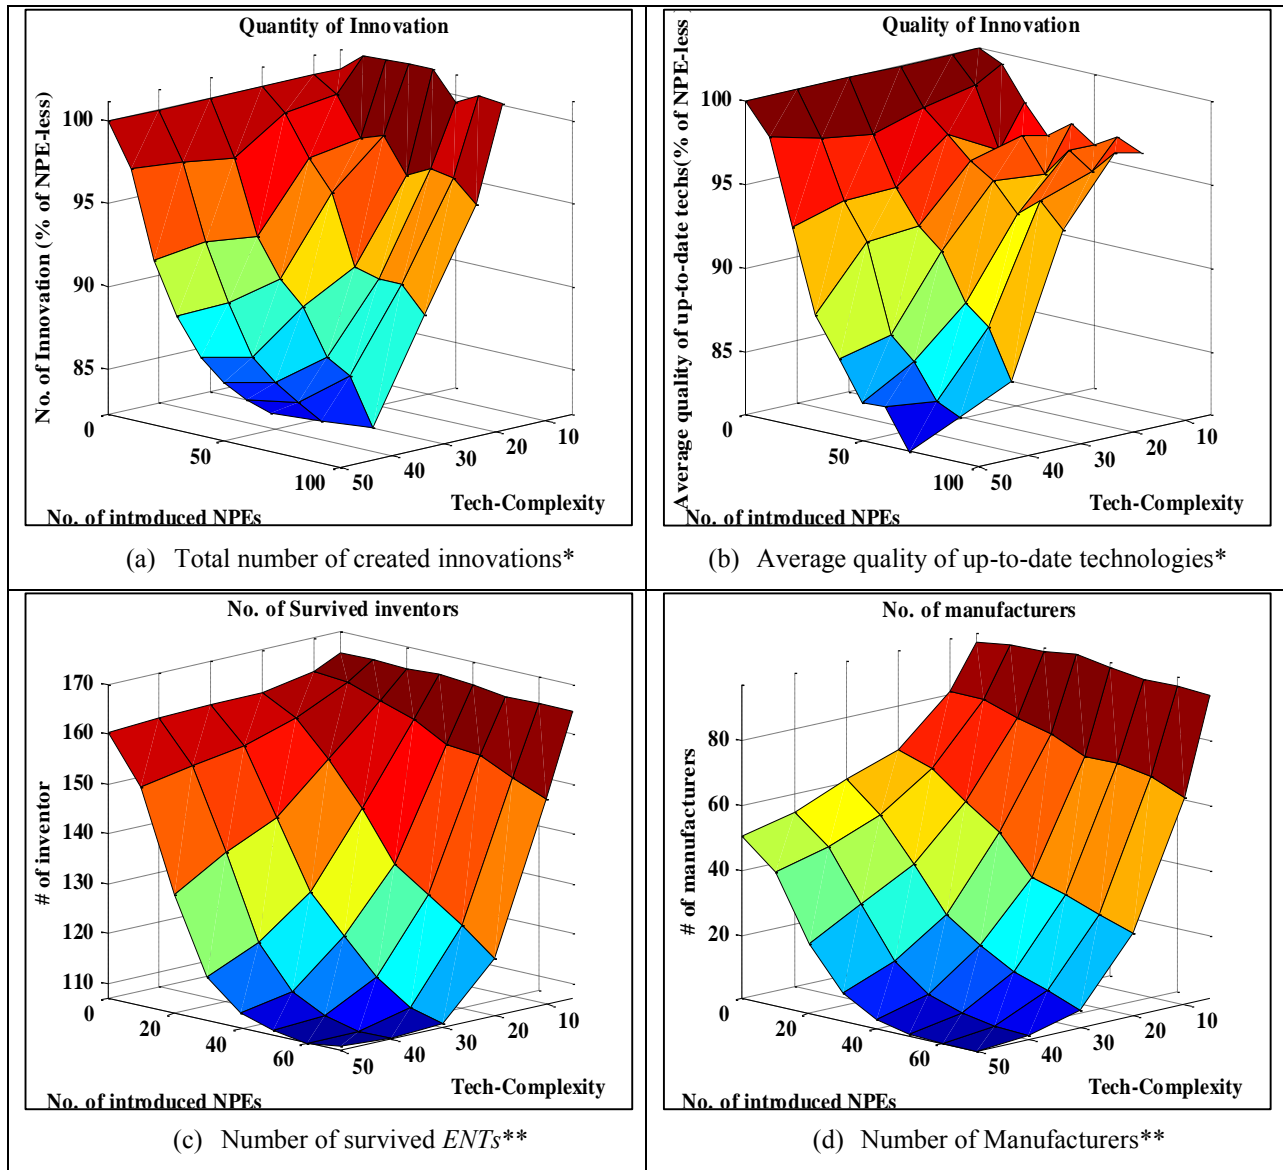 Quantity of Innovation
No. of Innovation (% of NPE-less)
100
95
90
85
0
50
100
50
40
30
20
10
Tech-Complexity
No. of introduced NPEs
(a) Total number of created innovations*
Quality of Innovation
Average quality of up-to-date techs(% of NPE-less
100
95
90
85
0
50
100
50
40
30
20
10
Tech-Complexity
No. of introduced NPEs
(b) Average quality of up-to-date technologies*
No. of Survived inventors
# of inventor
170
160
150
140
130
120
110
0
20
40
60
50
40
30
20
10
Tech-Complexity
No. of introduced NPEs
(c) Number of survived ENTs**
No. of manufacturers
# of manufacturers
80
60
40
20
20
40
60
50
40
30
20
10
Tech-Complexity
No. of introduced NPEs
(d) Number of Manufacturers**